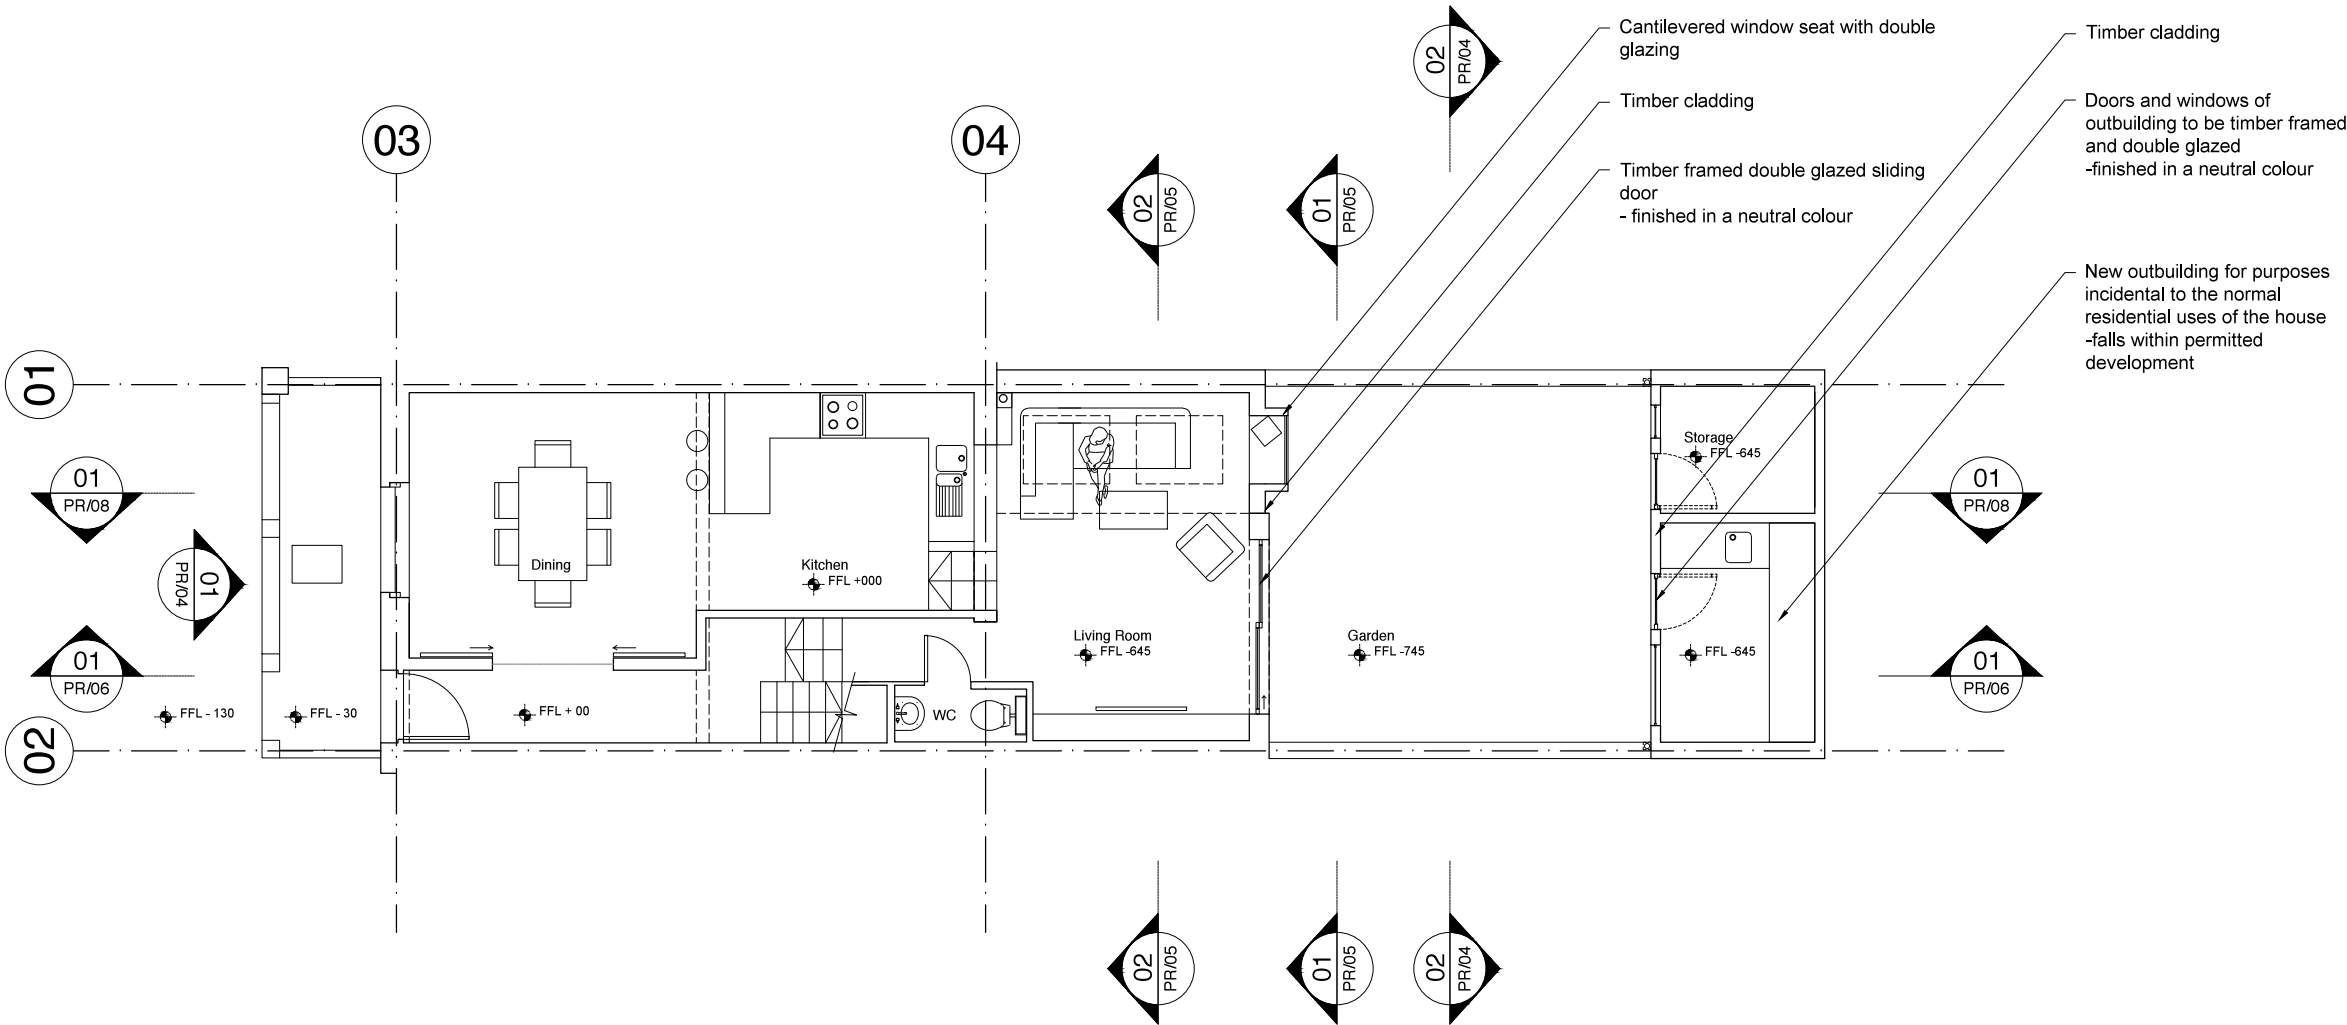 Cantilevered window seat with double
glazing
Timber cladding
Timber framed double glazed sliding
door
- finished in a neutral colour
Timber cladding
Doors and windows of
outbuilding to be timber framed
and double glazed
-finished in a neutral colour
New outbuilding for purposes
incidental to the normal
residential uses of the house
-falls within permitted
development
02
PR/04
03
04
02
PR/05
01
PR/05
01
01
PR/08
01
PR/04
01
PR/06
02
FFL - 130
FFL - 30
Dining
FFL + 00
Kitchen
FFL +000
WC
Living Room
FFL -645
Garden
FFL -745
Storage
FFL -645
FFL -645
01
PR/08
01
PR/06
02
PR/05
01
PR/05
02
PR/04